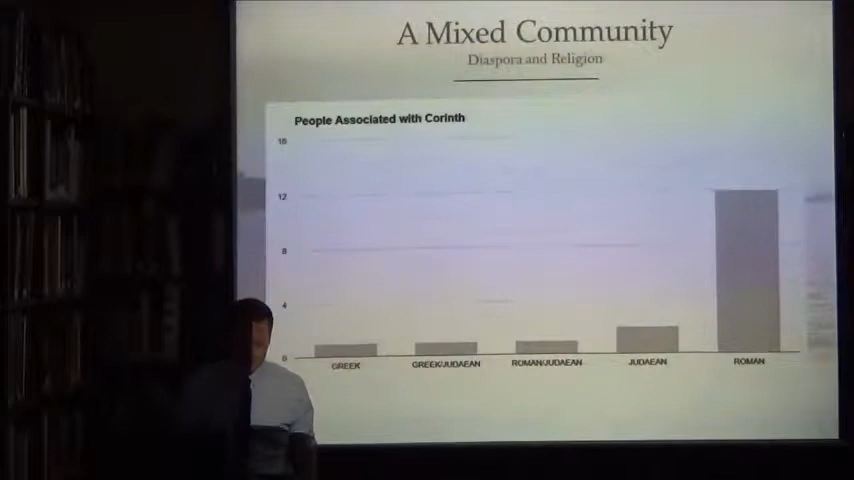 A Mixed Community
Diaspora and Religion
People Associated with Corinth
16
12
8
4
0
GREEK
GREEK/JUDAEAN
ROMAN/JUDAEAN
JUDAEAN
ROMAN